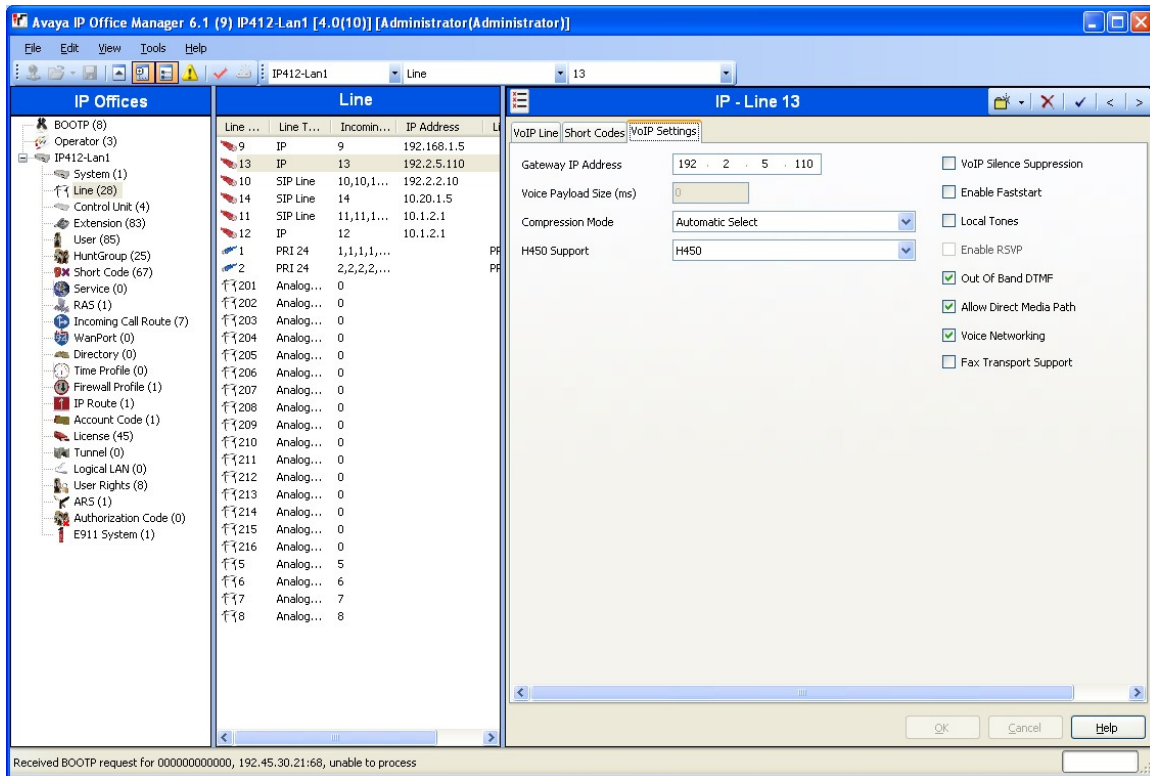 Avaya IP Office Manager 6.1 (9) IP412-Lan1 [4.0(10)] [Administrator(Administrator)]
File Edit View Tools Help
IP412-Lan1 Line 13
IP Offices
BOOTP (8)
Operator (3)
IP412-Lan1
System (1)
Line (28)
Control Unit (4)
Extension (83)
User (85)
HuntGroup (25)
Short Code (67)
Service (0)
RAS (1)
Incoming Call Route (7)
WanPort (0)
Directory (0)
Time Profile (0)
Firewall Profile (1)
IP Route (1)
Account Code (1)
License (45)
Tunnel (0)
Logical LAN (0)
User Rights (8)
ARS (1)
Authorization Code (0)
E911 System (1)
Line
Line ... Line T... Incomin... IP Address Li
9 IP 9 192.168.1.5
13 IP 13 192.2.5.110
10 SIP Line 10,10,1... 192.2.2.10
14 SIP Line 14 10.20.1.5
11 SIP Line 11,11,1... 10.1.2.1
12 IP 12 10.1.2.1
1 PRI 24 1,1,1,1,... PR
2 PRI 24 2,2,2,2,... PR
201 Analog... 0
202 Analog... 0
203 Analog... 0
204 Analog... 0
205 Analog... 0
206 Analog... 0
207 Analog... 0
208 Analog... 0
209 Analog... 0
210 Analog... 0
211 Analog... 0
212 Analog... 0
213 Analog... 0
214 Analog... 0
215 Analog... 0
216 Analog... 0
5 Analog... 5
6 Analog... 6
7 Analog... 7
8 Analog... 8
IP - Line 13
VoIP Line Short Codes VoIP Settings
Gateway IP Address 192 . 2 . 5 . 110
Voice Payload Size (ms) 0
Compression Mode Automatic Select
H450 Support H450
VoIP Silence Suppression
Enable Faststart
Local Tones
Enable RSVP
Out Of Band DTMF
Allow Direct Media Path
Voice Networking
Fax Transport Support
OK Cancel Help
Received BOOTP request for 000000000000, 192.45.30.21:68, unable to process